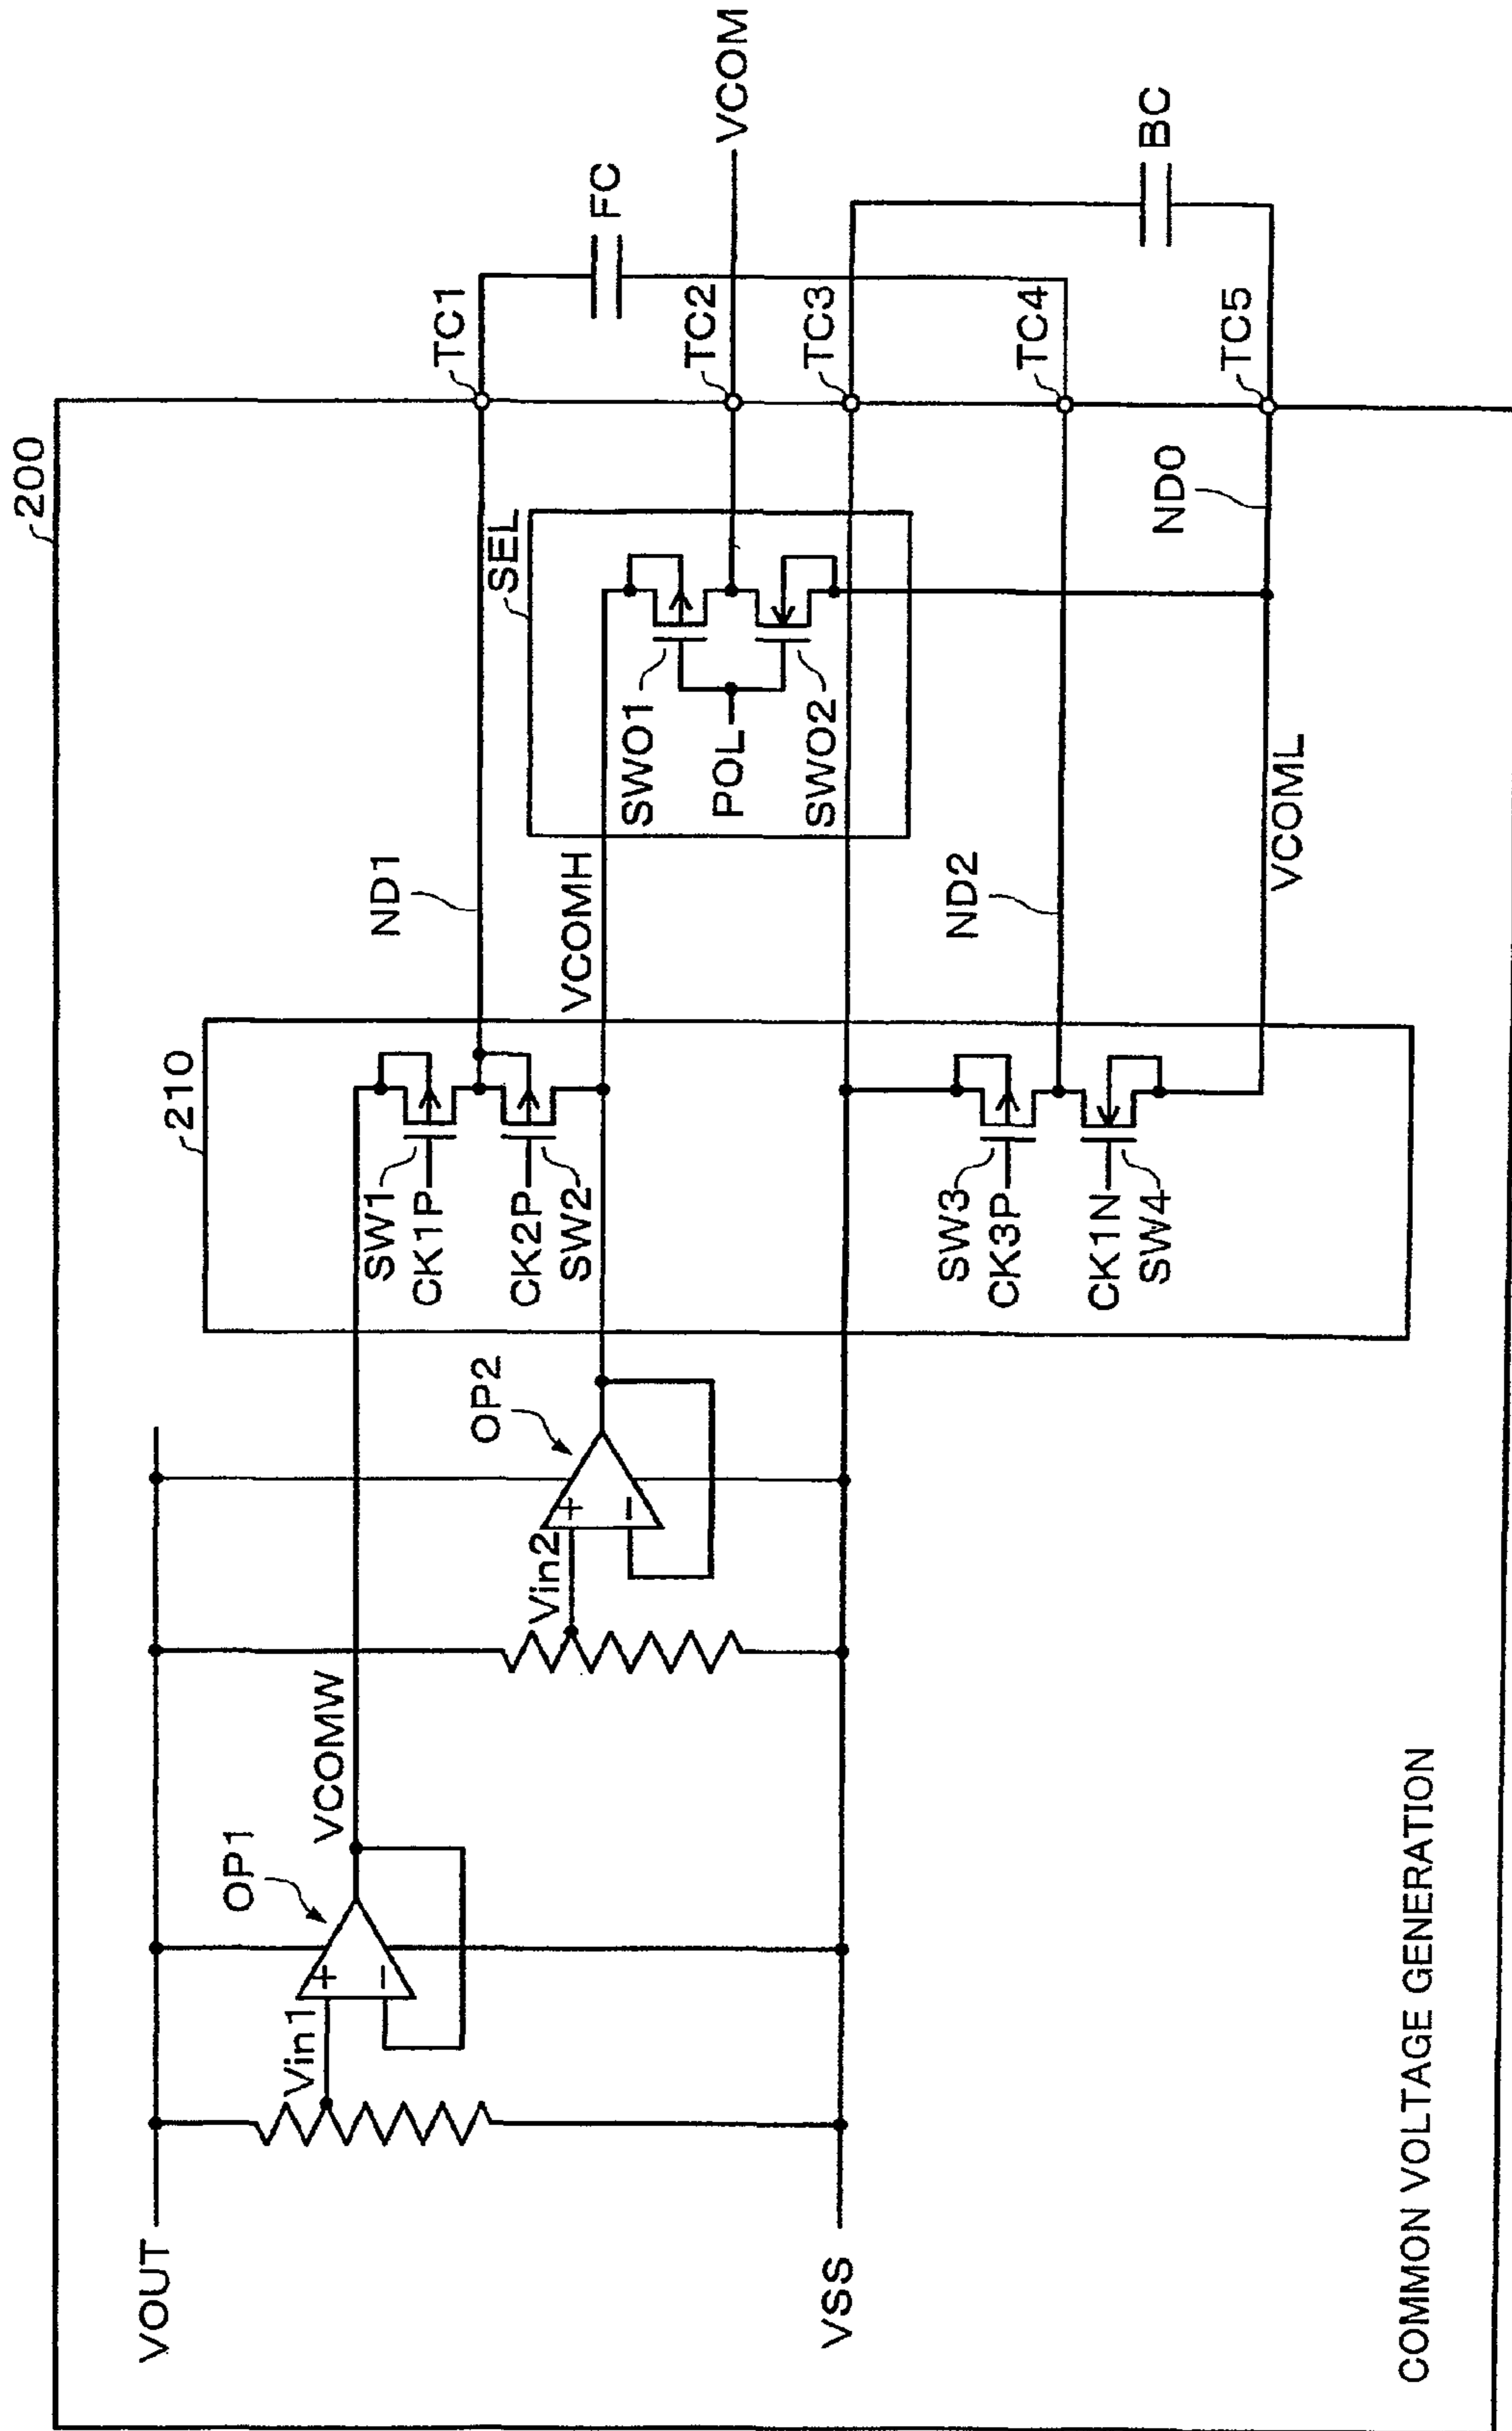 200
VOUT
VSS
Vin1
OP1
VCOMW
Vin2
OP2
210
SW1
CK1P
CK2P
SW2
SW3
CK3P
CK1N
SW4
ND1
VCOMH
ND2
VCOML
SEL
SWO1
POL
SWO2
ND0
TC1
TC2
TC3
TC4
TC5
FC
VCOM
BC
COMMON VOLTAGE GENERATION